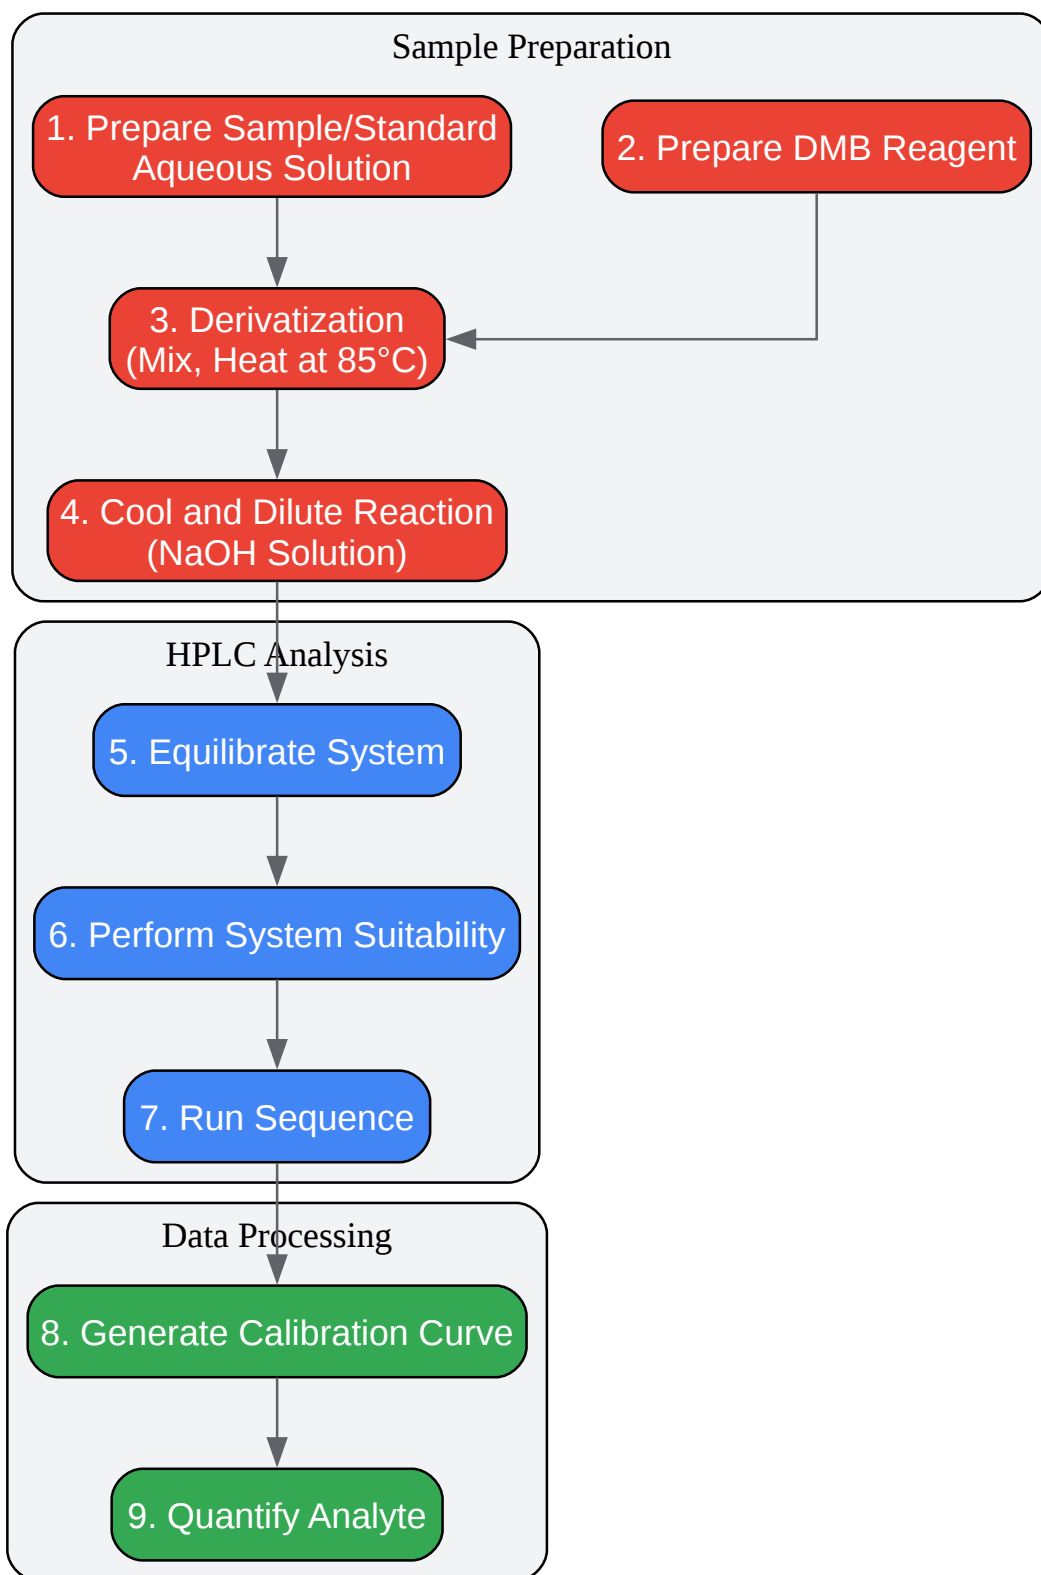 Sample Preparation
1. Prepare Sample/Standard
Aqueous Solution
2. Prepare DMB Reagent
3. Derivatization
(Mix, Heat at 85°C)
4. Cool and Dilute Reaction
(NaOH Solution)
HPLC Analysis
5. Equilibrate System
6. Perform System Suitability
7. Run Sequence
Data Processing
8. Generate Calibration Curve
9. Quantify Analyte